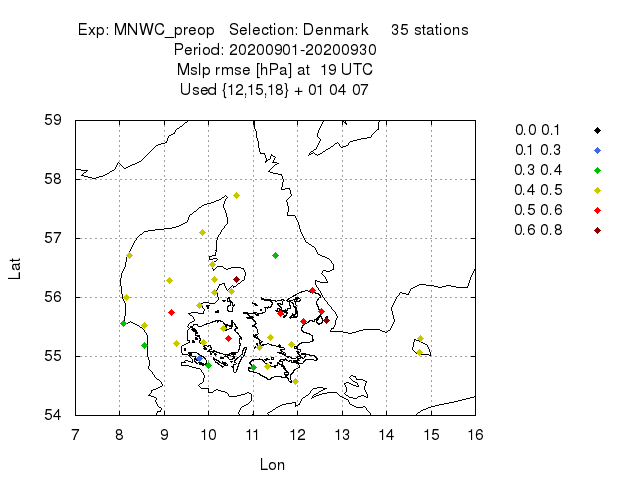 Exp: MNWC_preop Selection: Denmark 35 stations
Period: 20200901-20200930
Mslp rmse [hPa] at 19 UTC
Used {12,15,18} + 01 04 07
59
58
57
56
55
54
Lat
7 8 9 10 11 12 13 14 15 16
Lon
0.0 0.1
0.1 0.3
0.3 0.4
0.4 0.5
0.5 0.6
0.6 0.8